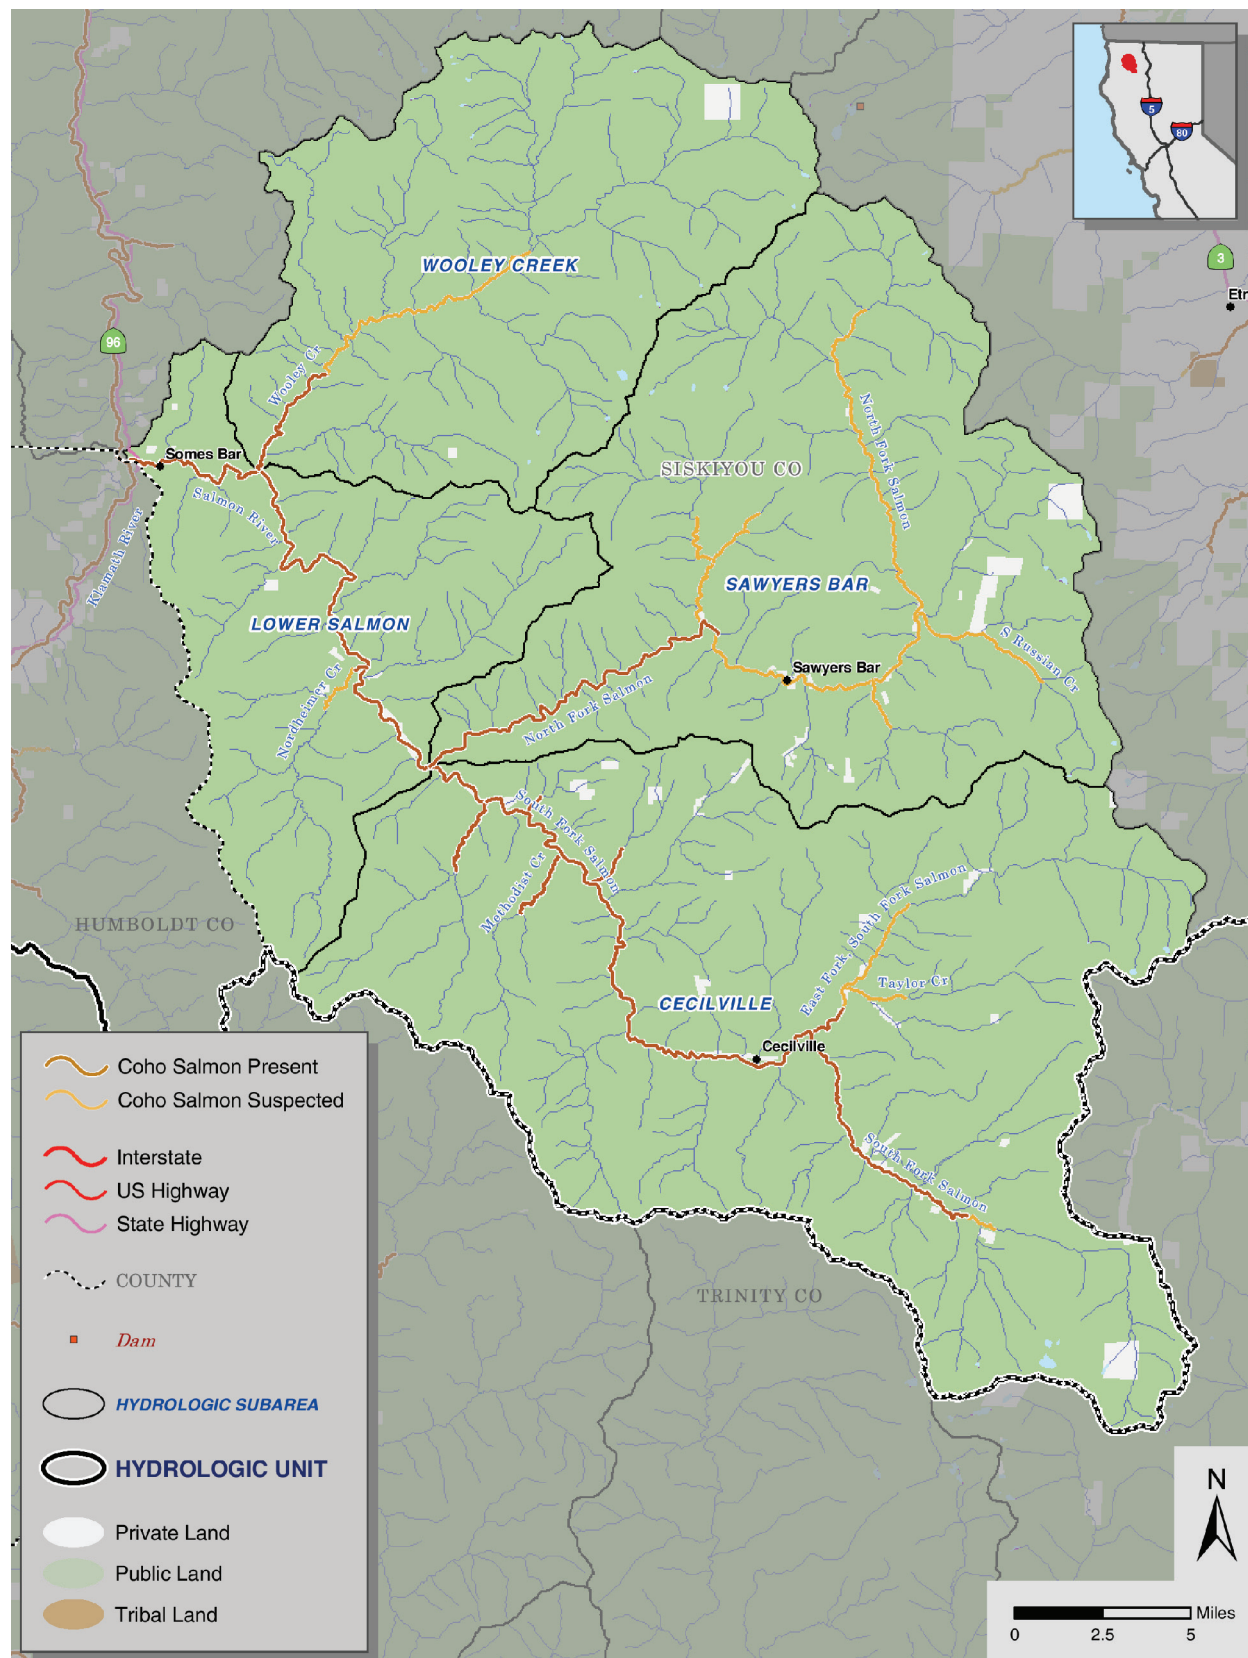 5
80
3
Etn
WOOLEY CREEK
96
Wooley Cr
North Fork Salmon
Somes Bar
SISKIYOU CO
Salmon River
Klamath River
SAWYERS BAR
LOWER SALMON
S Russian Cr
Sawyers Bar
Nordheimer Cr
North Fork Salmon
South Fork Salmon
Methodist Cr
East Fork, South Fork Salmon
HUMBOLDT CO
Taylor Cr
CECILVILLE
Cecilville
South Fork Salmon
TRINITY CO
Coho Salmon Present
Coho Salmon Suspected
Interstate
US Highway
State Highway
COUNTY
Dam
HYDROLOGIC SUBAREA
HYDROLOGIC UNIT
Private Land
Public Land
Tribal Land
N
Miles
0 2.5 5